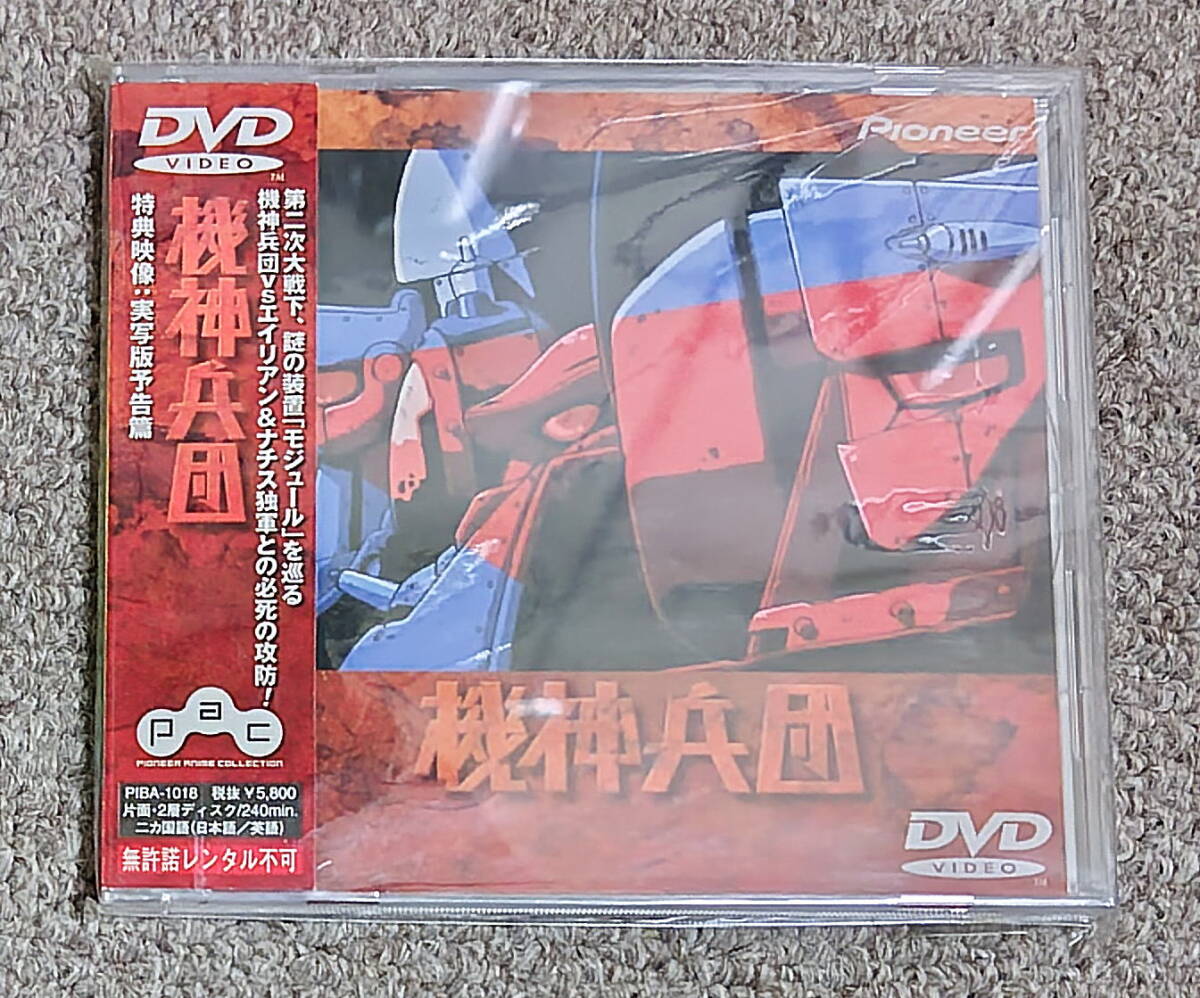 DVD
VIDEO
TM
第二次大戦下、謎の装置「モジュール」を巡る
機神兵団VSエイリアン&ナチス独軍との必死の攻防!
機神兵団
特典映像:実写版予告篇
pac
PIONEER ANIME COLLECTION
PIBA-1018 税抜 ¥5,800
片面・2層ディスク/240min.
二カ国語(日本語/英語)
無許諾レンタル不可
Pioneer
機神兵団
DVD
VIDEO
TM